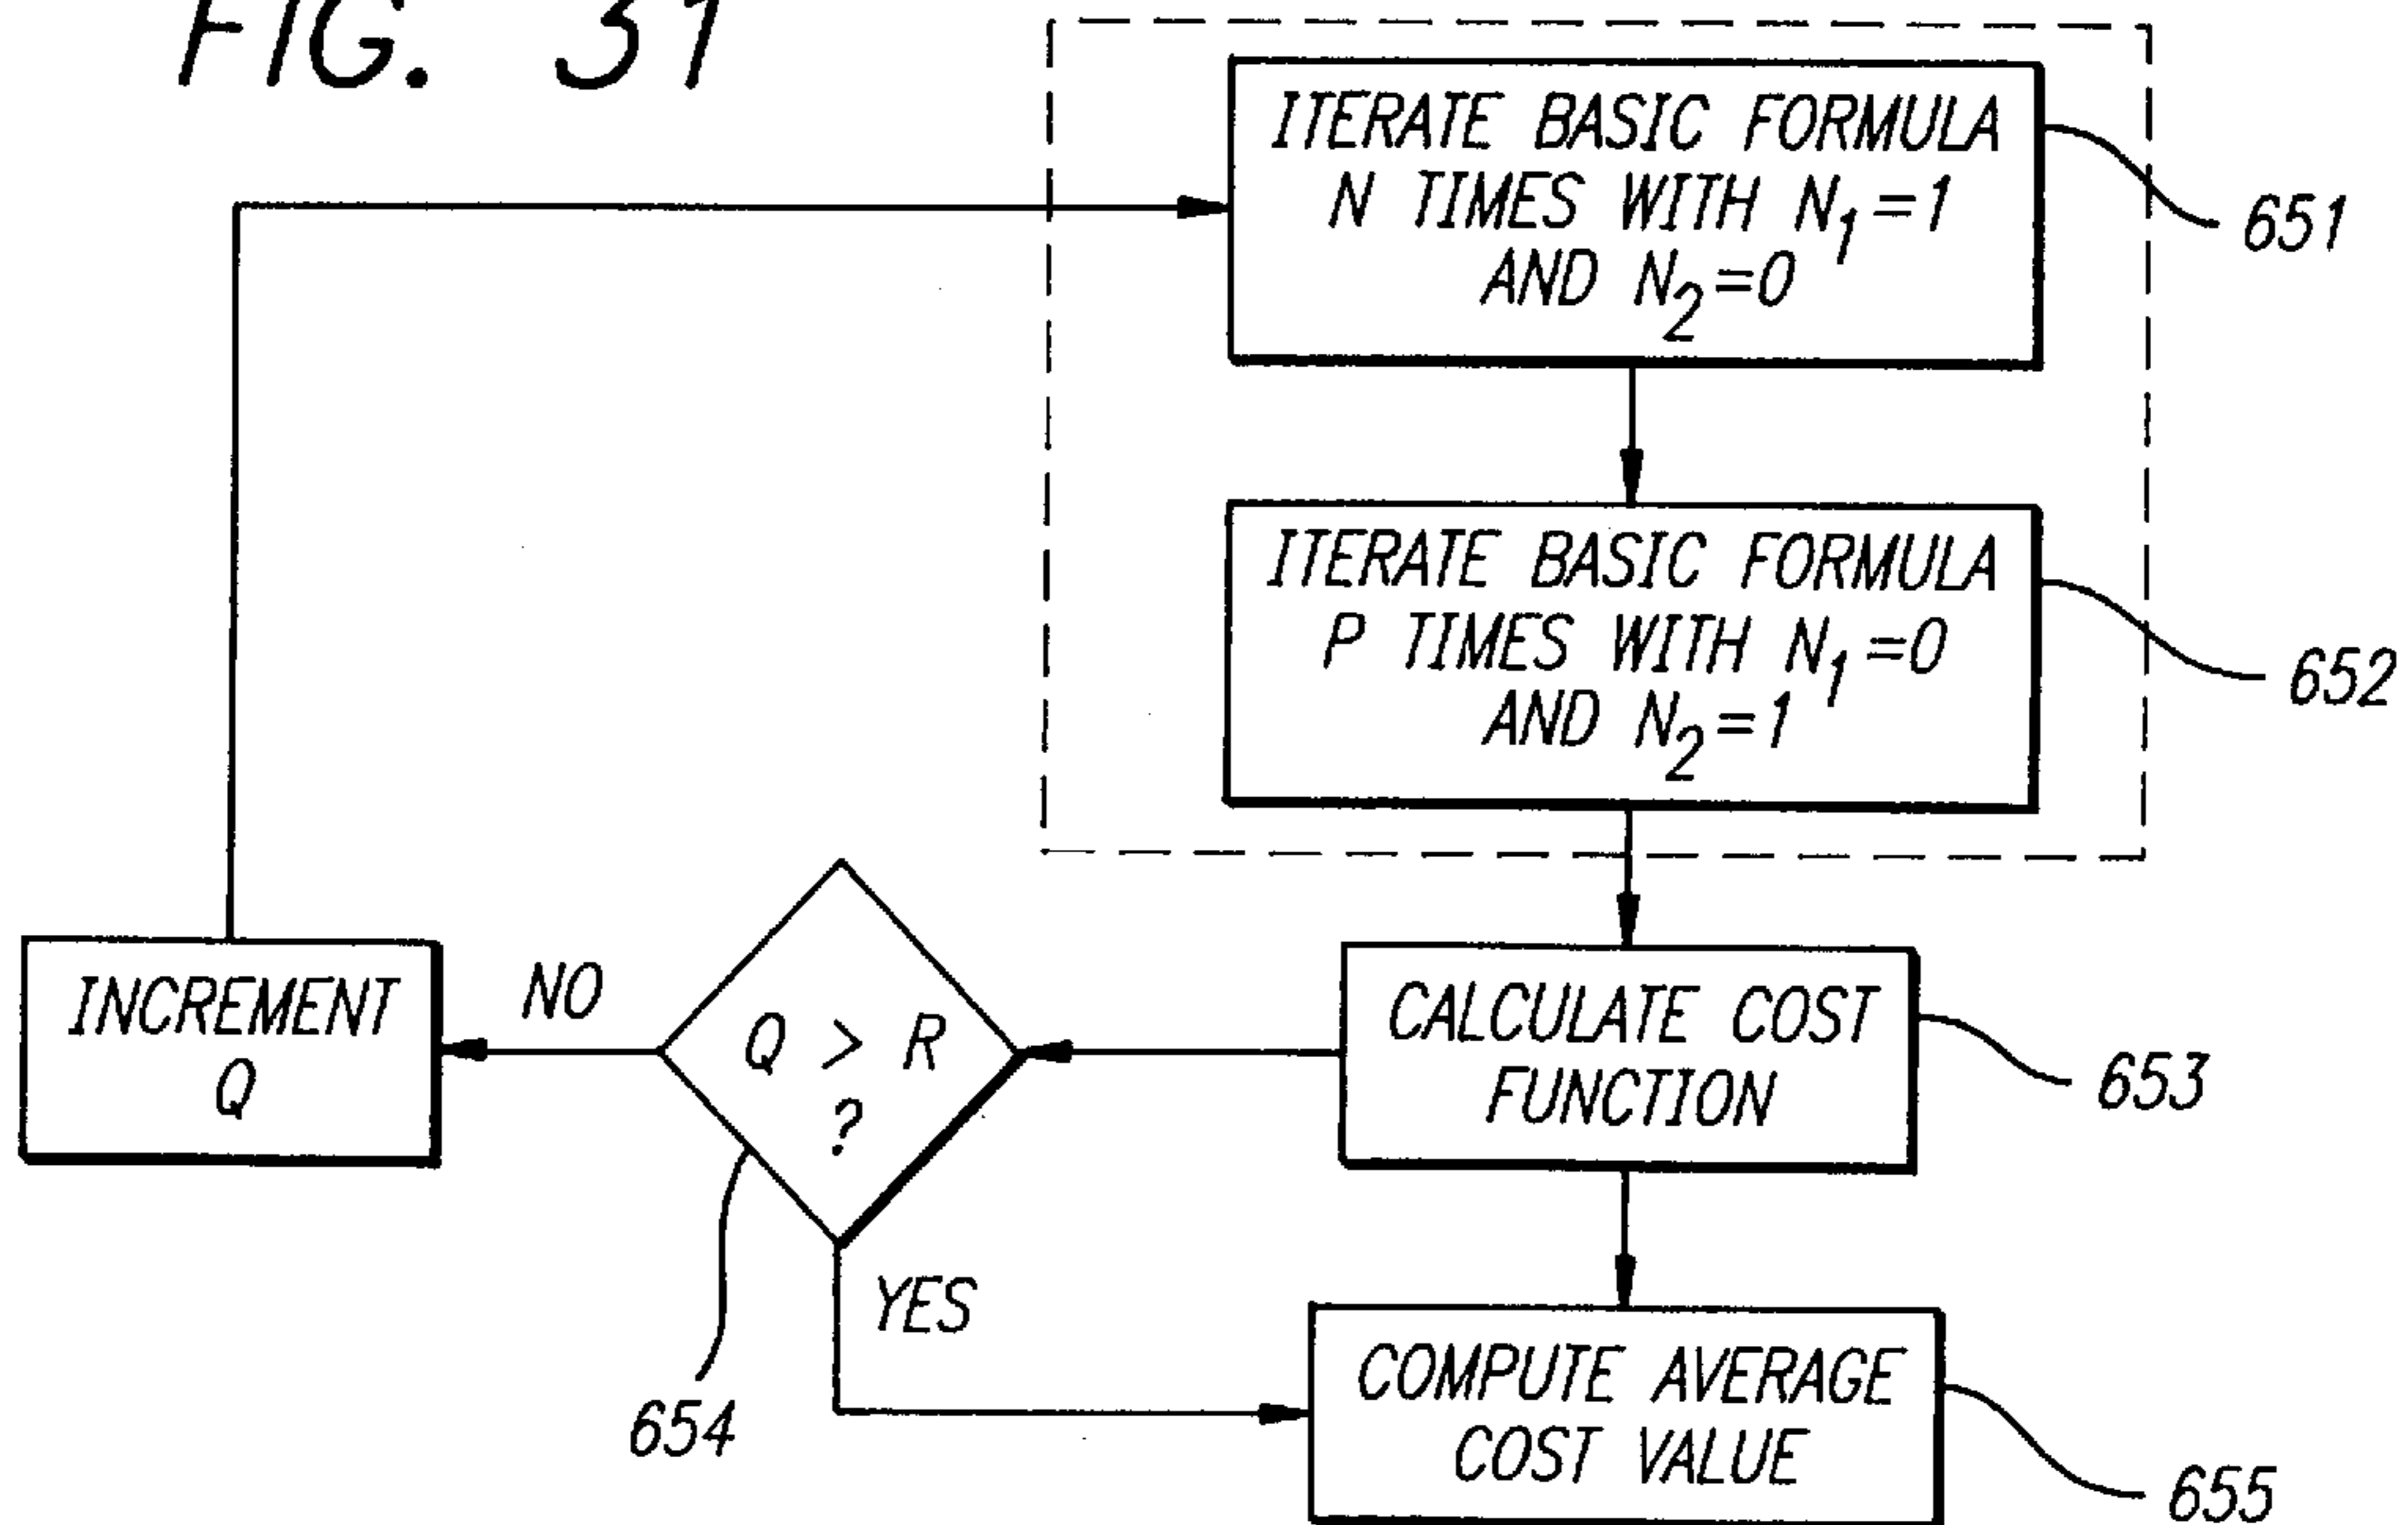 FIG. 31
ITERATE BASIC FORMULA
N TIMES WITH N1=1
AND N2=0
651
ITERATE BASIC FORMULA
P TIMES WITH N1=0
AND N2=1
652
CALCULATE COST
FUNCTION
653
Q > R
?
NO
YES
654
INCREMENT
Q
COMPUTE AVERAGE
COST VALUE
655